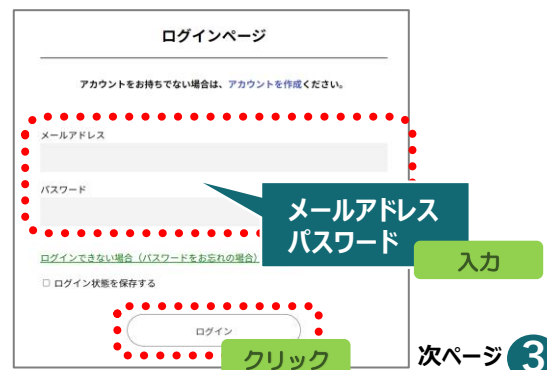 ログインページ
アカウントをお持ちでない場合は、アカウントを作成ください。
メールアドレス
パスワード
メールアドレス
パスワード
入力
ログインできない場合（パスワードをお忘れの場合）
ログイン状態を保存する
ログイン
クリック
次ページ 3